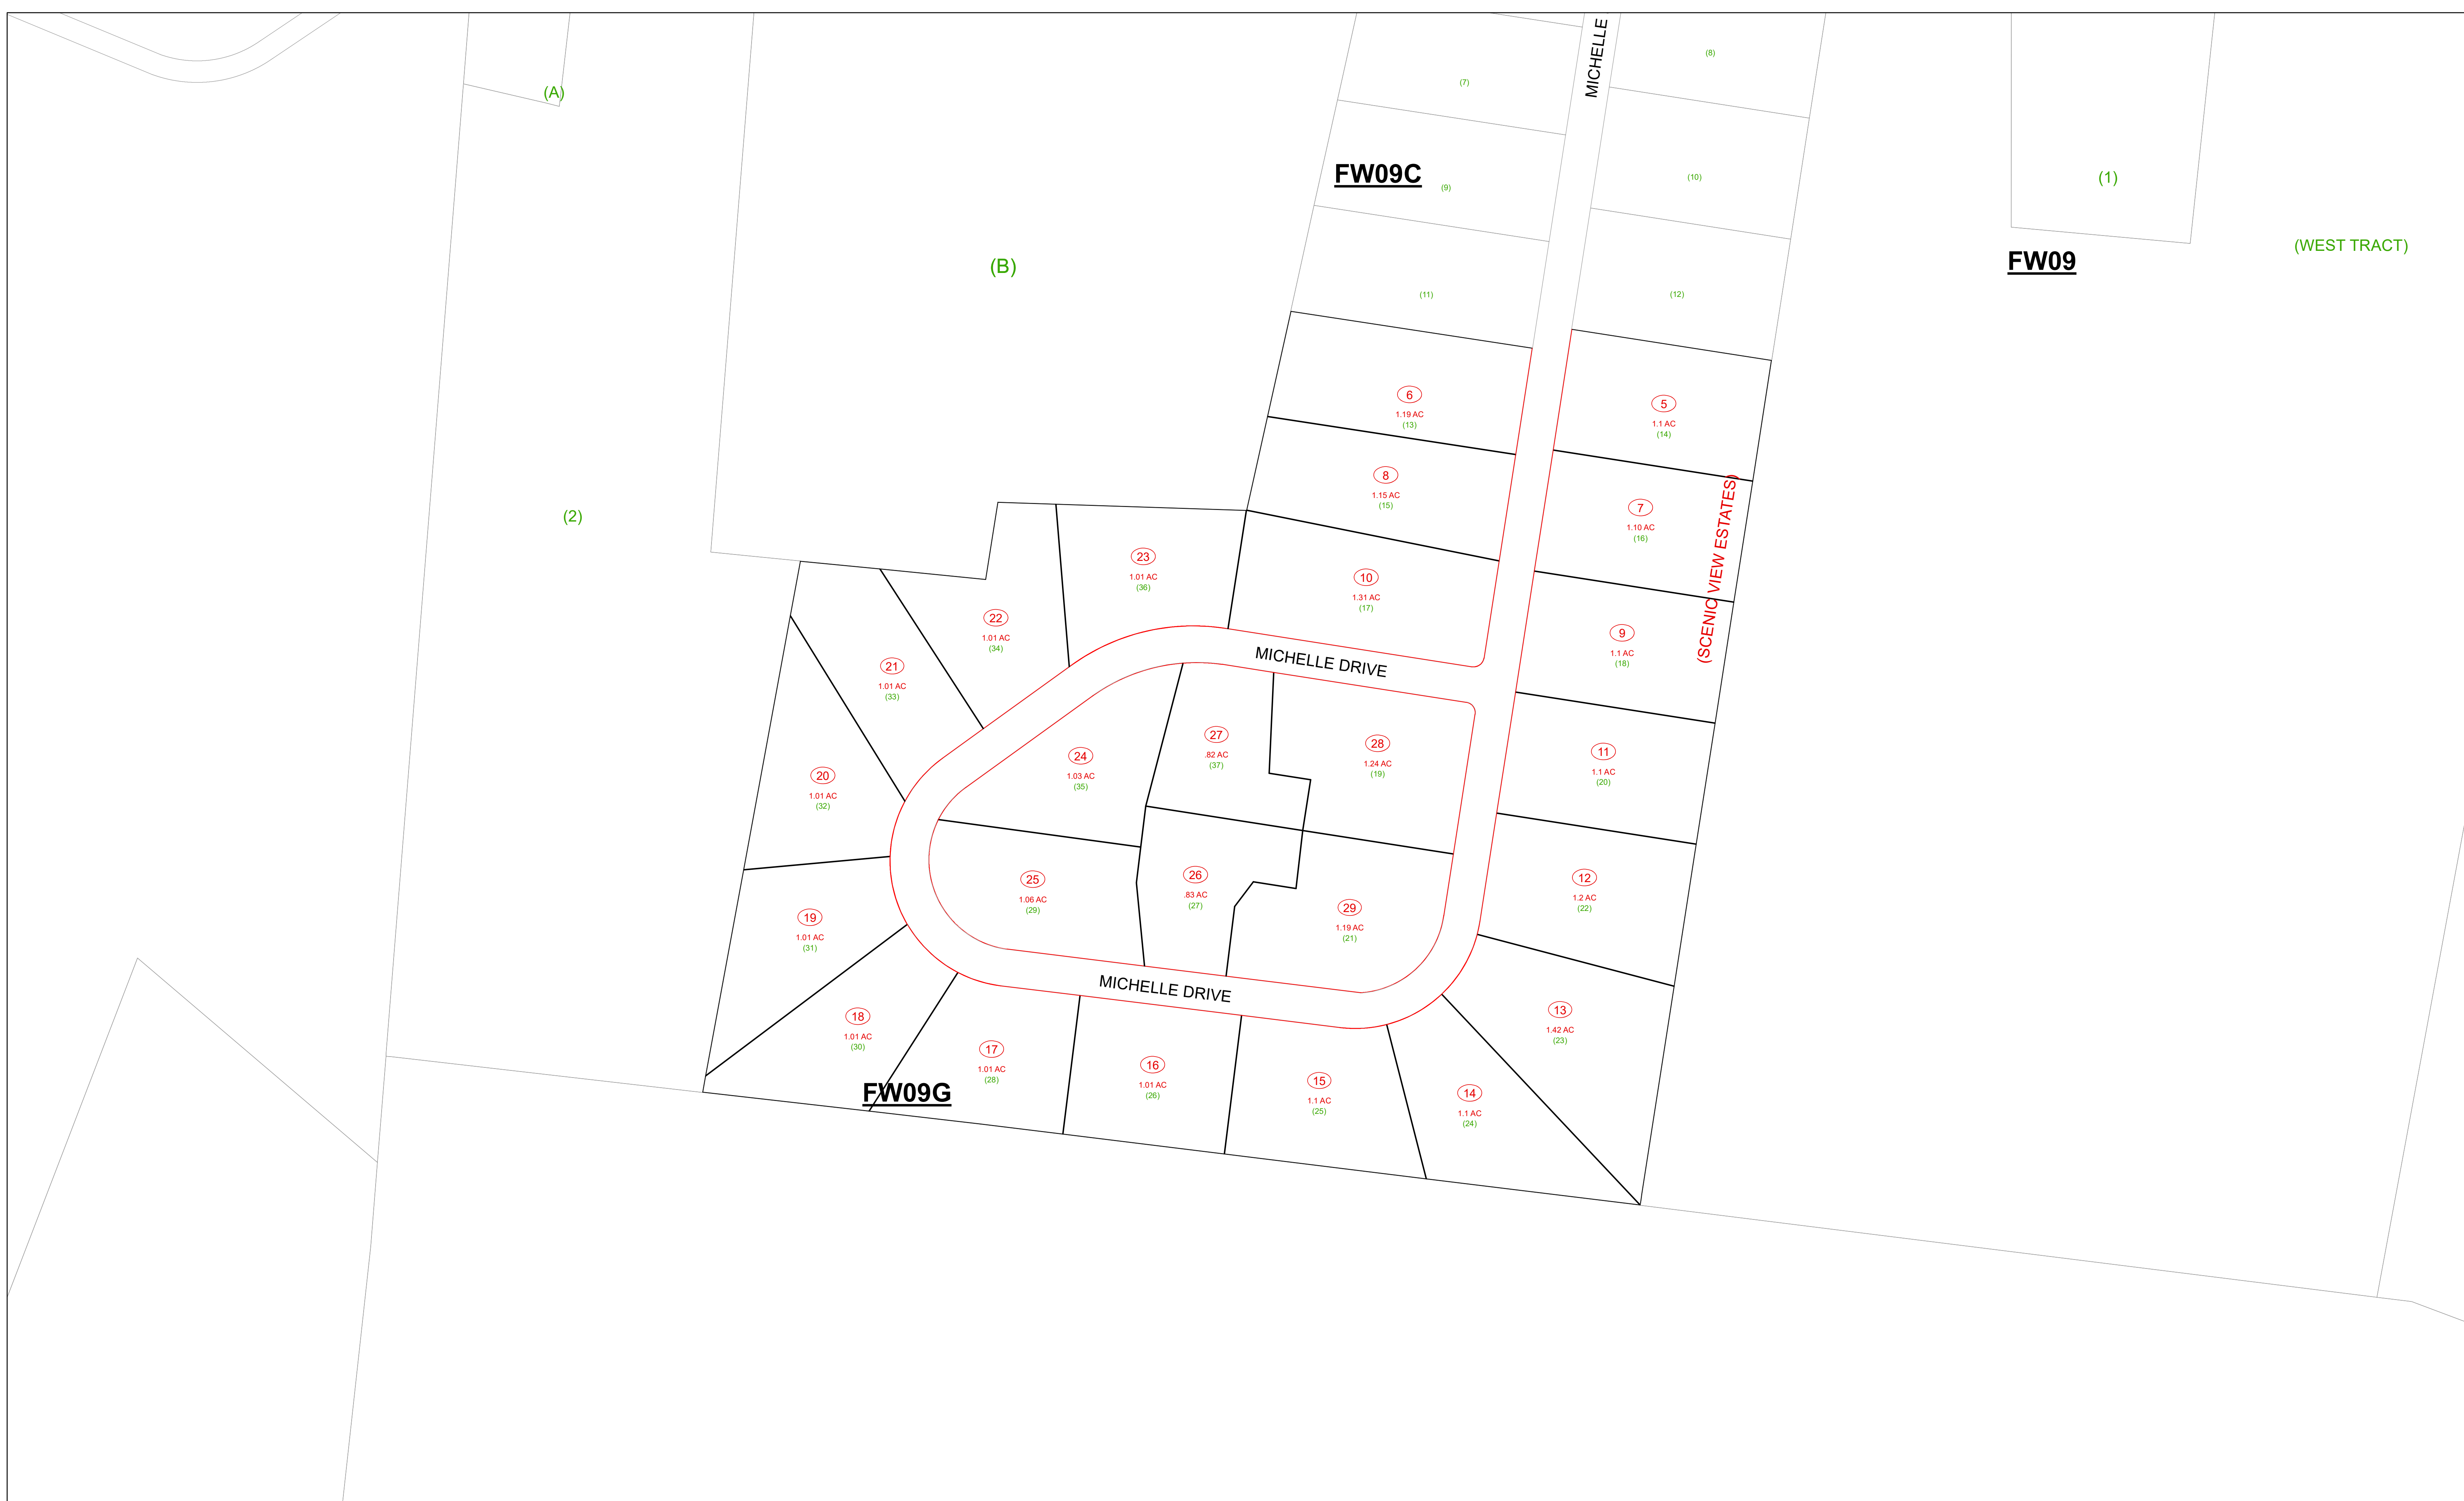 MICHELLE
(8)
(7)
(A)
FW09C
(9)
(10)
(1)
(WEST TRACT)
FW09
(B)
(11)
(12)
6
1.19 AC
(13)
5
1.1 AC
(14)
8
1.15 AC
(15)
7
1.10 AC
(16)
(SCENIC VIEW ESTATES)
(2)
23
1.01 AC
(36)
10
1.31 AC
(17)
22
1.01 AC
(34)
9
1.1 AC
(18)
21
1.01 AC
(33)
MICHELLE DRIVE
27
.82 AC
(37)
28
1.24 AC
(19)
24
1.03 AC
(35)
11
1.1 AC
(20)
20
1.01 AC
(32)
25
1.06 AC
(29)
26
.83 AC
(27)
12
1.2 AC
(22)
29
1.19 AC
(21)
19
1.01 AC
(31)
MICHELLE DRIVE
13
1.42 AC
(23)
18
1.01 AC
(30)
17
1.01 AC
(28)
16
1.01 AC
(26)
15
1.1 AC
(25)
14
1.1 AC
(24)
FW09G